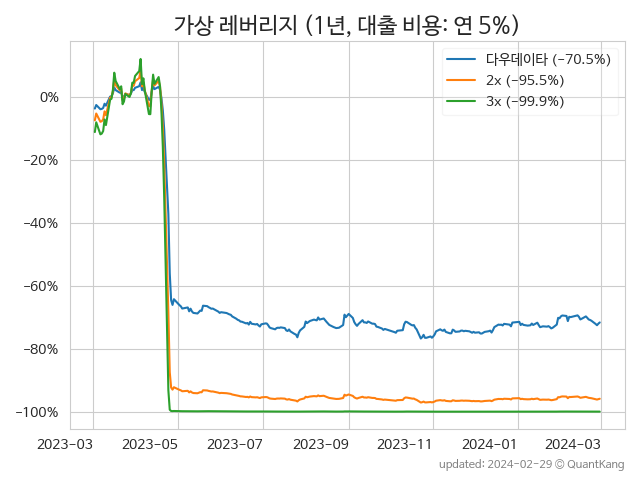 가상 레버리지 (1년, 대출 비용: 연 5%)
다우데이타 (−70.5%)
2x (−95.5%)
3x (−99.9%)
0%
−20%
−40%
−60%
−80%
−100%
2023-03 2023-05 2023-07 2023-09 2023-11 2024-01 2024-03
updated: 2024-02-29 © QuantKang